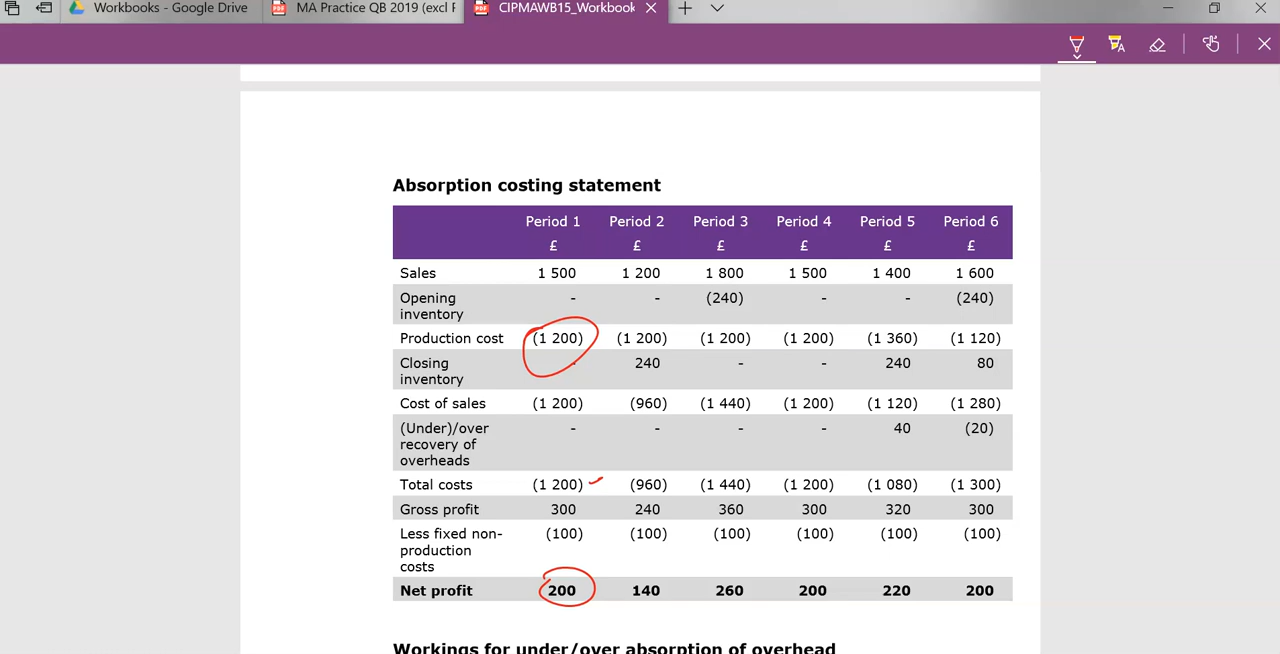 Workbooks - Google Drive MA Practice QB 2019 (excl F CIPMAWB15_Workbook
Absorption costing statement
Period 1 Period 2 Period 3 Period 4 Period 5 Period 6
£ £ £ £ £ £
Sales 1 500 1 200 1 800 1 500 1 400 1 600
Opening - - (240) - - (240)
inventory
Production cost (1 200) (1 200) (1 200) (1 200) (1 360) (1 120)
Closing - 240 - - 240 80
inventory
Cost of sales (1 200) (960) (1 440) (1 200) (1 120) (1 280)
(Under)/over - - - - 40 (20)
recovery of
overheads
Total costs (1 200) (960) (1 440) (1 200) (1 080) (1 300)
Gross profit 300 240 360 300 320 300
Less fixed non- (100) (100) (100) (100) (100) (100)
production
costs
Net profit 200 140 260 200 220 200
Workings for under/over absorption of overhead